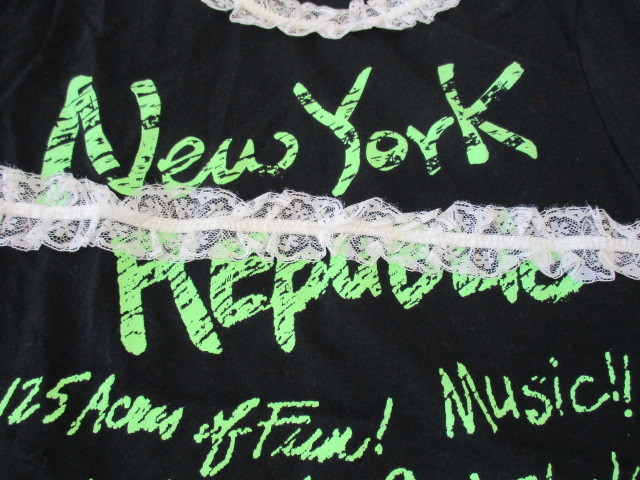 New York
Republic
125 Acres of Fun! Music!!